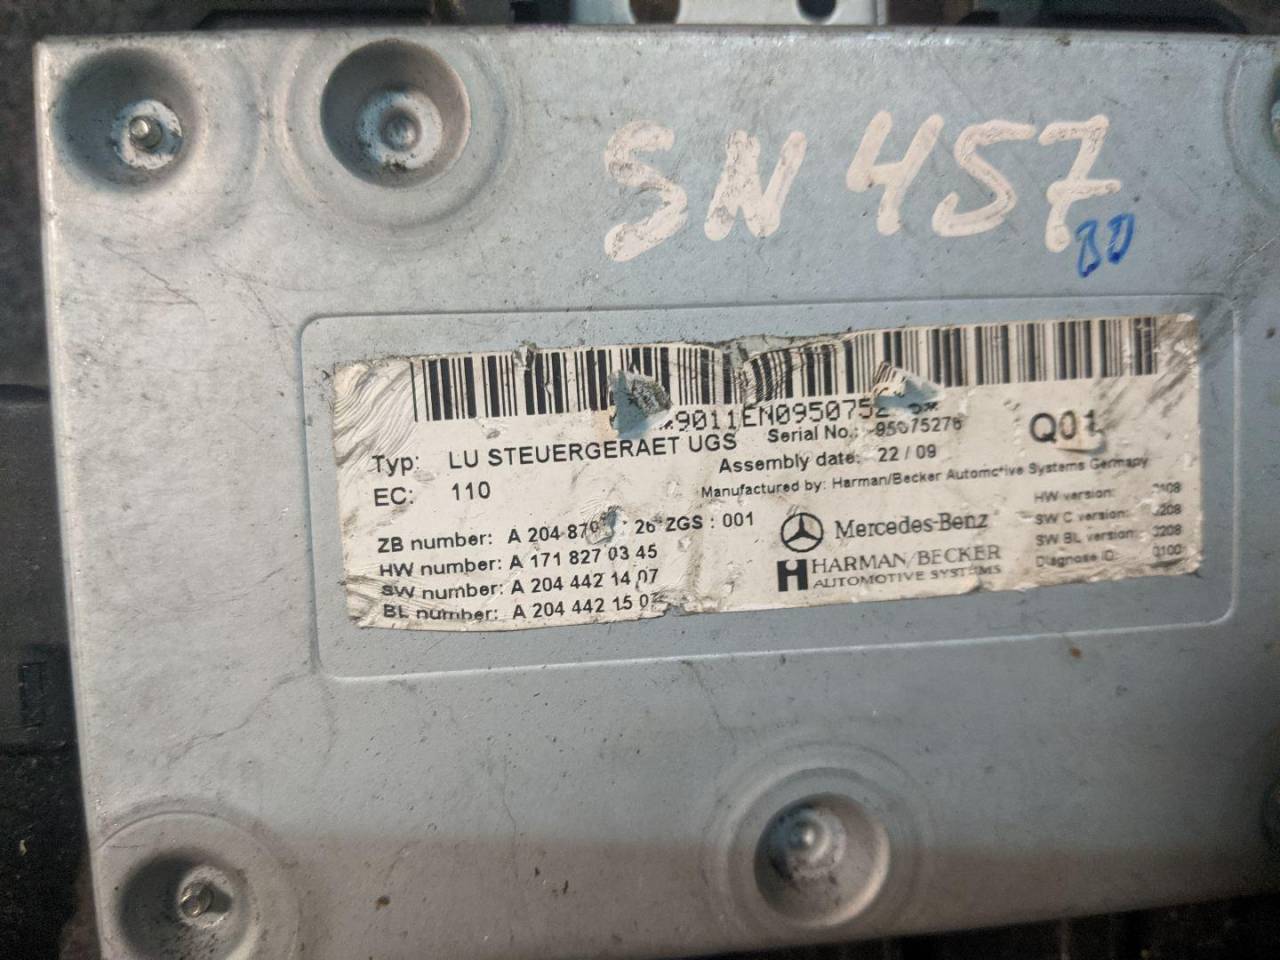 SN 457
80
Typ: LU STEUERGERAET UGS
EC: 110
Serial No.: 95075276
Q01
Assembly date: 22 / 09
Manufactured by: Harman/Becker Automotive Systems Germany
ZB number: A 204 870 26 ZGS : 001
HW number: A 171 827 03 45
SW number: A 204 442 14 07
BL number: A 204 442 15 0
Mercedes-Benz
HARMAN/BECKER
AUTOMOTIVE SYSTEMS
HW version:
SW C version:
SW BL version:
Diagnose ID: